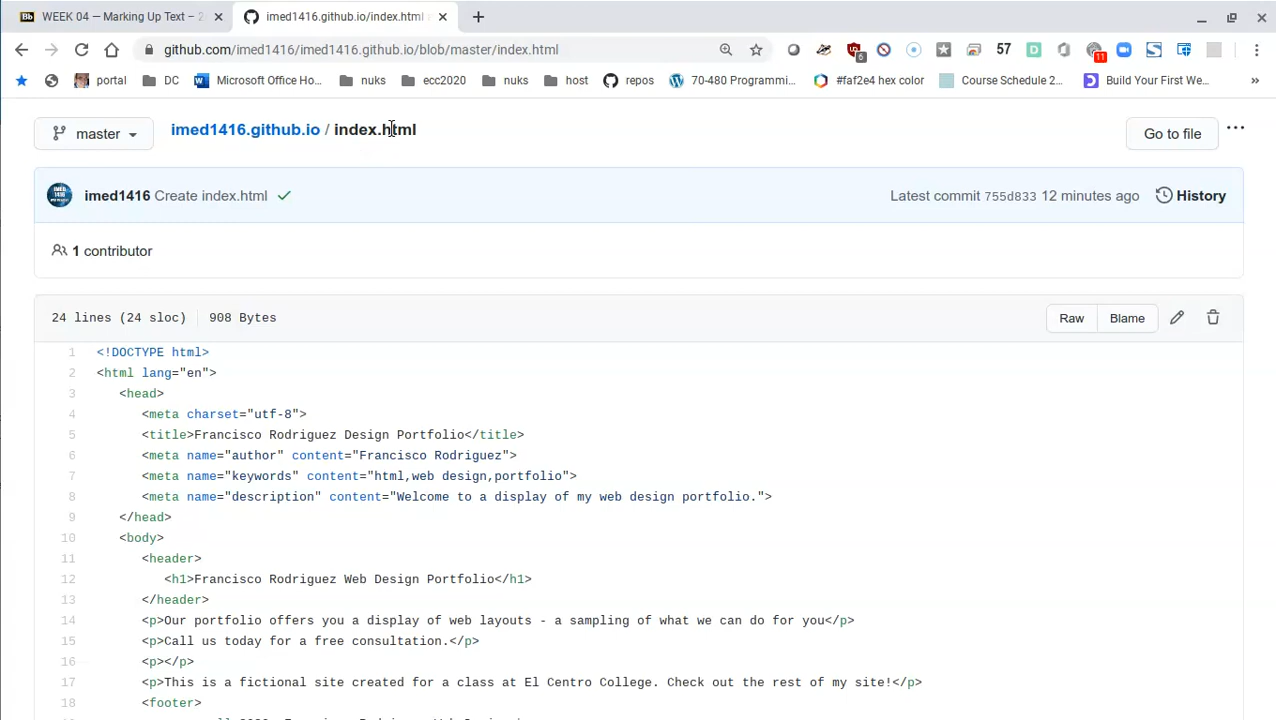 Bb WEEK 04 — Marking Up Text – 2
imed1416.github.io/index.html
github.com/imed1416/imed1416.github.io/blob/master/index.html
6
57
11
portal DC Microsoft Office Ho... nuks ecc2020 nuks host repos 70-480 Programmi... #faf2e4 hex color Course Schedule 2... Build Your First We... »
master
imed1416.github.io / index.html
Go to file
imed1416 Create index.html
Latest commit 755d833 12 minutes ago
History
1 contributor
24 lines (24 sloc) 908 Bytes
Raw Blame
1 <!DOCTYPE html>
2 <html lang="en">
3 <head>
4 <meta charset="utf-8">
5 <title>Francisco Rodriguez Design Portfolio</title>
6 <meta name="author" content="Francisco Rodriguez">
7 <meta name="keywords" content="html,web design,portfolio">
8 <meta name="description" content="Welcome to a display of my web design portfolio.">
9 </head>
10 <body>
11 <header>
12 <h1>Francisco Rodriguez Web Design Portfolio</h1>
13 </header>
14 <p>Our portfolio offers you a display of web layouts - a sampling of what we can do for you</p>
15 <p>Call us today for a free consultation.</p>
16 <p></p>
17 <p>This is a fictional site created for a class at El Centro College. Check out the rest of my site!</p>
18 <footer>